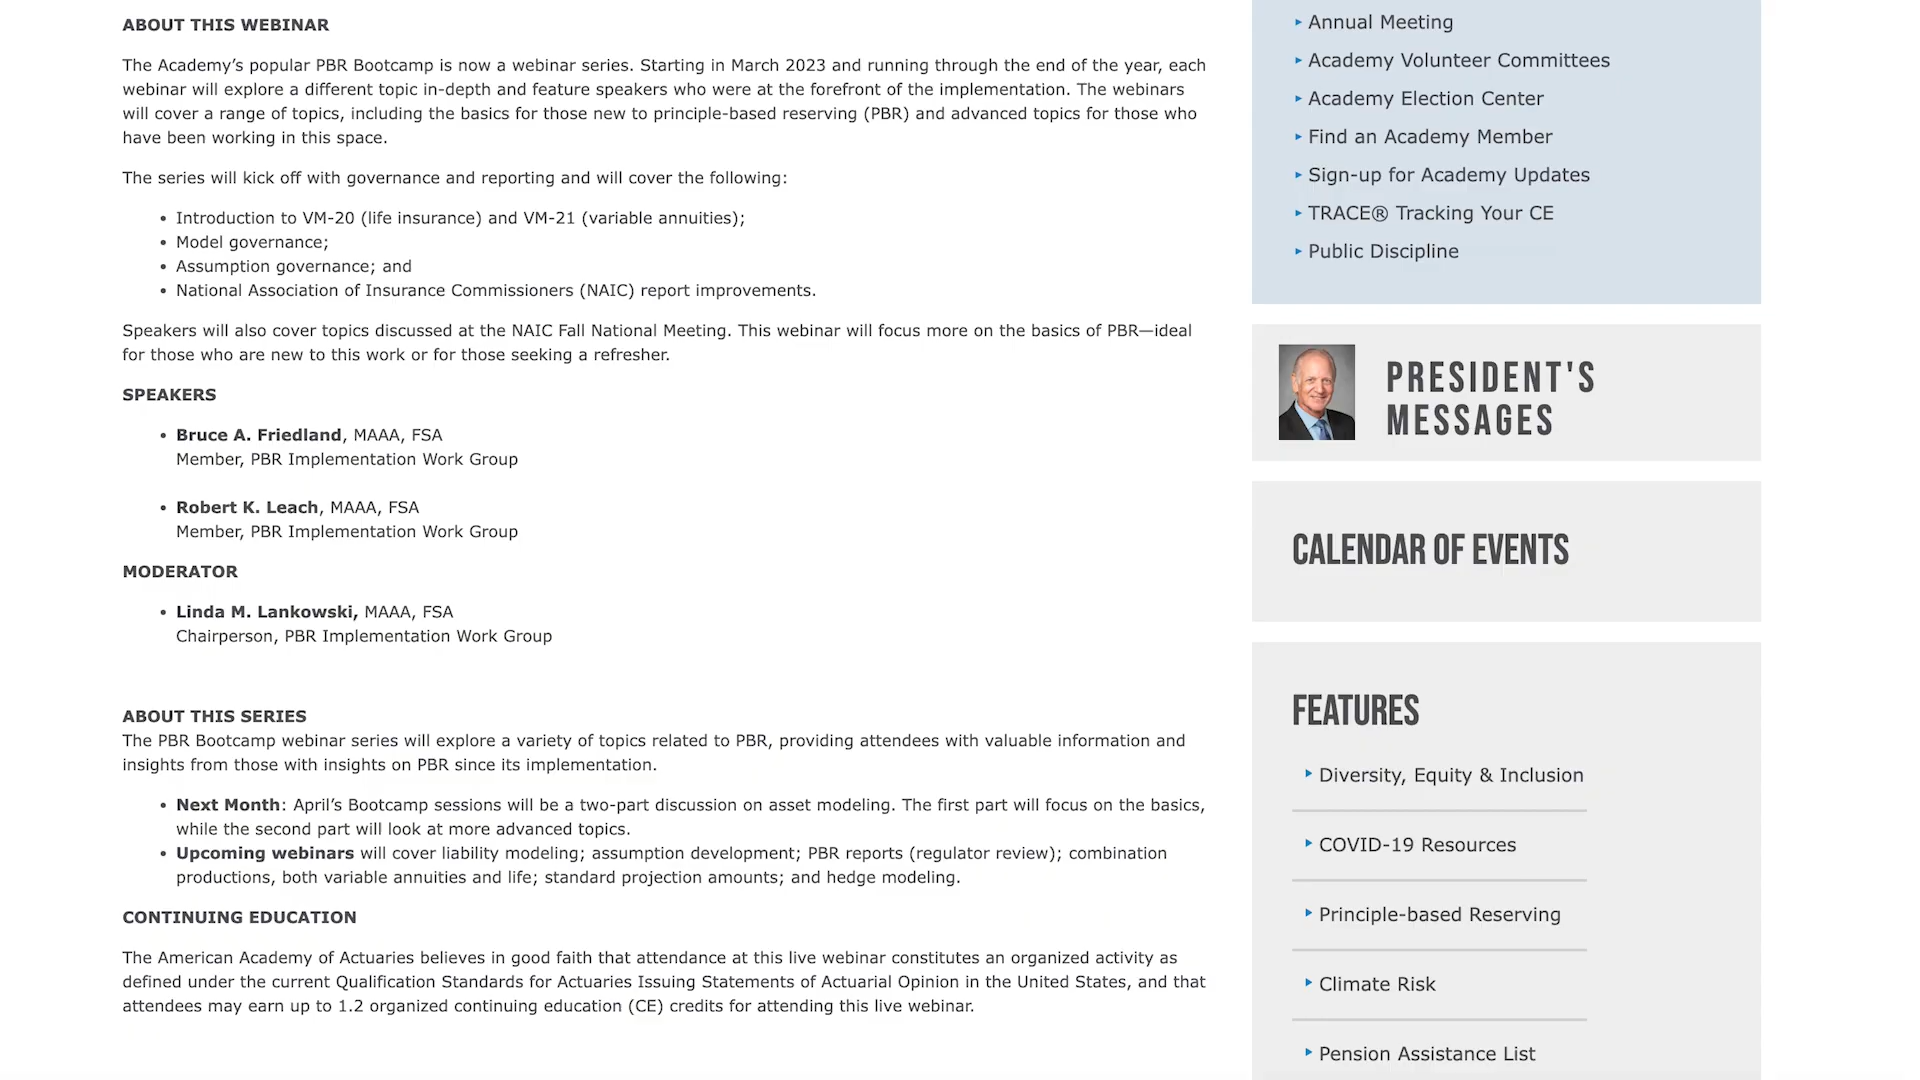 ABOUT THIS WEBINAR
The Academy’s popular PBR Bootcamp is now a webinar series. Starting in March 2023 and running through the end of the year, each
webinar will explore a different topic in-depth and feature speakers who were at the forefront of the implementation. The webinars
will cover a range of topics, including the basics for those new to principle-based reserving (PBR) and advanced topics for those who
have been working in this space.
The series will kick off with governance and reporting and will cover the following:
• Introduction to VM-20 (life insurance) and VM-21 (variable annuities);
• Model governance;
• Assumption governance; and
• National Association of Insurance Commissioners (NAIC) report improvements.
Speakers will also cover topics discussed at the NAIC Fall National Meeting. This webinar will focus more on the basics of PBR—ideal
for those who are new to this work or for those seeking a refresher.
SPEAKERS
• Bruce A. Friedland, MAAA, FSA
Member, PBR Implementation Work Group
• Robert K. Leach, MAAA, FSA
Member, PBR Implementation Work Group
MODERATOR
• Linda M. Lankowski, MAAA, FSA
Chairperson, PBR Implementation Work Group
ABOUT THIS SERIES
The PBR Bootcamp webinar series will explore a variety of topics related to PBR, providing attendees with valuable information and
insights from those with insights on PBR since its implementation.
• Next Month: April’s Bootcamp sessions will be a two-part discussion on asset modeling. The first part will focus on the basics,
while the second part will look at more advanced topics.
• Upcoming webinars will cover liability modeling; assumption development; PBR reports (regulator review); combination
productions, both variable annuities and life; standard projection amounts; and hedge modeling.
CONTINUING EDUCATION
The American Academy of Actuaries believes in good faith that attendance at this live webinar constitutes an organized activity as
defined under the current Qualification Standards for Actuaries Issuing Statements of Actuarial Opinion in the United States, and that
attendees may earn up to 1.2 organized continuing education (CE) credits for attending this live webinar.
Annual Meeting
Academy Volunteer Committees
Academy Election Center
Find an Academy Member
Sign-up for Academy Updates
TRACE® Tracking Your CE
Public Discipline
PRESIDENT'S
MESSAGES
CALENDAR OF EVENTS
FEATURES
Diversity, Equity & Inclusion
COVID-19 Resources
Principle-based Reserving
Climate Risk
Pension Assistance List